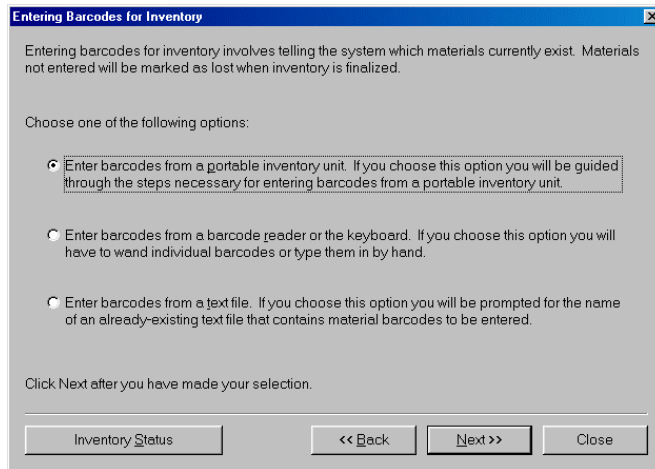 Entering Barcodes for Inventory
Entering barcodes for inventory involves telling the system which materials currently exist. Materials
not entered will be marked as lost when inventory is finalized.
Choose one of the following options:
Enter barcodes from a portable inventory unit. If you choose this option you will be guided
through the steps necessary for entering barcodes from a portable inventory unit.
Enter barcodes from a barcode reader or the keyboard. If you choose this option you will
have to wand individual barcodes or type them in by hand.
Enter barcodes from a text file. If you choose this option you will be prompted for the name
of an already-existing text file that contains material barcodes to be entered.
Click Next after you have made your selection.
Inventory Status
<< Back
Next >>
Close